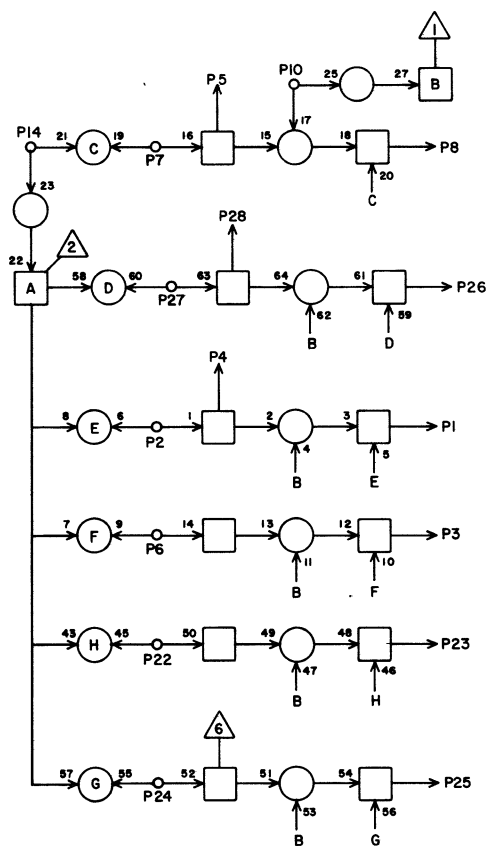 1
P5 P10 25 27 B
P14 21 C 19 P7 16 15 17 18 P8
20
C
23
22 A 2 58 D 60 P27 63 P28 64 62 61 59 P26
B D
P4
8 E 6 P2 1 2 4 3 5 P1
B E
7 F 9 P6 14 13 11 12 10 P3
B F
43 H 45 P22 50 49 47 48 46 P23
B H
6
57 G 55 P24 52 51 53 54 56 P25
B G